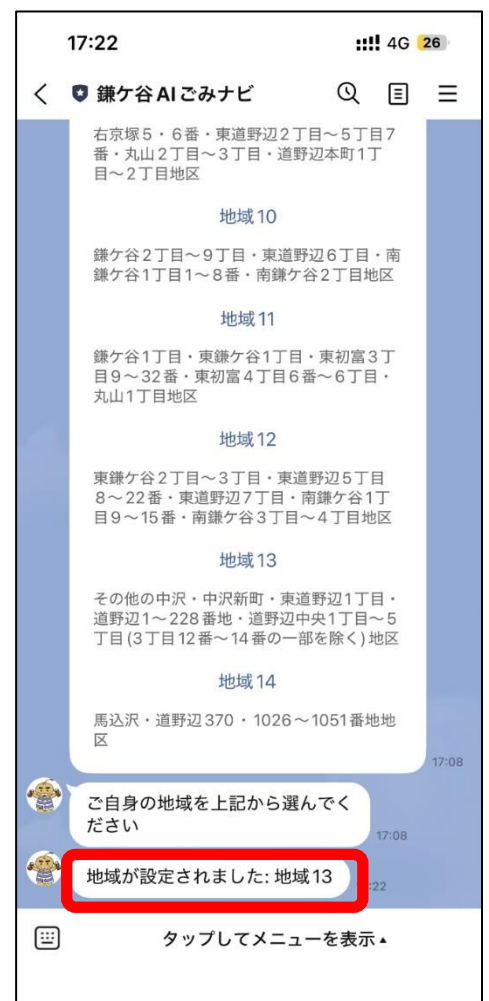 17:22
4G 26
鎌ケ谷AIごみナビ
右京塚5・6番・東道野辺2丁目~5丁目7
番・丸山2丁目~3丁目・道野辺本町1丁
目~2丁目地区
地域10
鎌ケ谷2丁目~9丁目・東道野辺6丁目・南
鎌ケ谷1丁目1~8番・南鎌ケ谷2丁目地区
地域11
鎌ケ谷1丁目・東鎌ケ谷1丁目・東初富3丁
目9~32番・東初富4丁目6番~6丁目・
丸山1丁目地区
地域12
東鎌ケ谷2丁目~3丁目・東道野辺5丁目
8~22番・東道野辺7丁目・南鎌ケ谷1丁
目9~15番・南鎌ケ谷3丁目~4丁目地区
地域13
その他の中沢・中沢新町・東道野辺1丁目・
道野辺1~228番地・道野辺中央1丁目~5
丁目(3丁目12番~14番の一部を除く)地区
地域14
馬込沢・道野辺370・1026~1051番地地
区
17:08
ご自身の地域を上記から選んでく
ださい
17:08
地域が設定されました: 地域13
:22
タップしてメニューを表示▲